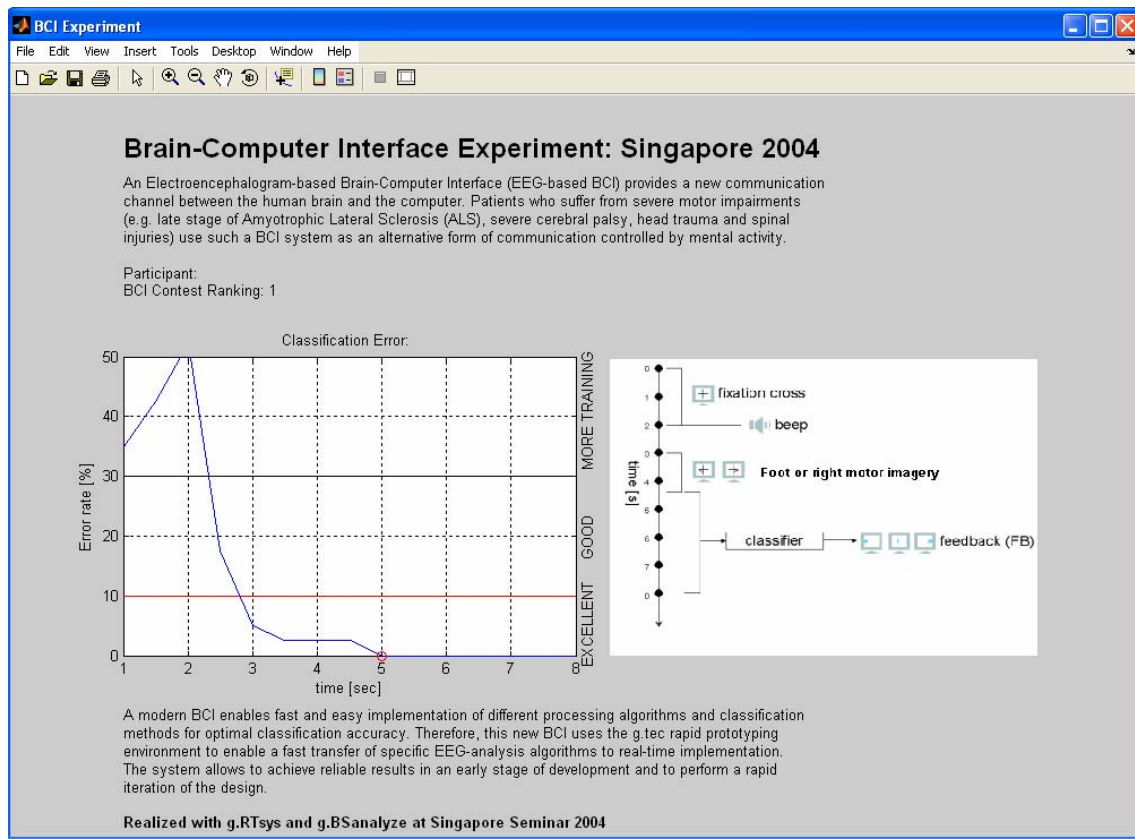 BCI Experiment
File Edit View Insert Tools Desktop Window Help
Brain-Computer Interface Experiment: Singapore 2004
An Electroencephalogram-based Brain-Computer Interface (EEG-based BCI) provides a new communication
channel between the human brain and the computer. Patients who suffer from severe motor impairments
(e.g. late stage of Amyotrophic Lateral Sclerosis (ALS), severe cerebral palsy, head trauma and spinal
injuries) use such a BCI system as an alternative form of communication controlled by mental activity.
Participant:
BCI Contest Ranking: 1
Classification Error:
50
40
30
20
10
0
Error rate [%]
1 2 3 4 5 6 7 8
time [sec]
MORE TRAINING
GOOD
EXCELLENT
0
1
2
3
4
5
6
7
time [s]
fixation cross
beep
Foot or right motor imagery
classifier
feedback (FB)
A modern BCI enables fast and easy implementation of different processing algorithms and classification
methods for optimal classification accuracy. Therefore, this new BCI uses the g.tec rapid prototyping
environment to enable a fast transfer of specific EEG-analysis algorithms to real-time implementation.
The system allows to achieve reliable results in an early stage of development and to perform a rapid
iteration of the design.
Realized with g.RTsys and g.BSanalyze at Singapore Seminar 2004